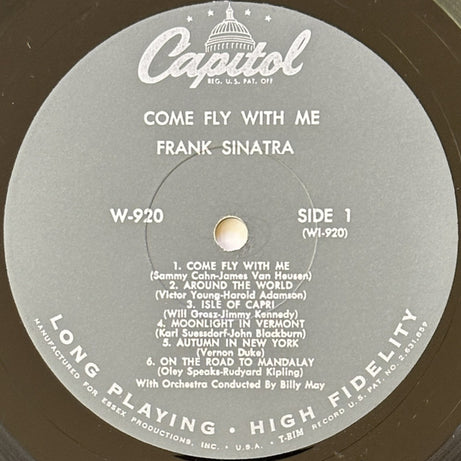 Capitol
REG. U.S. PAT. OFF.
COME FLY WITH ME
FRANK SINATRA
W-920
SIDE 1
(W1-920)
1. COME FLY WITH ME
(Sammy Cahn-James Van Heusen)
2. AROUND THE WORLD
(Victor Young-Harold Adamson)
3. ISLE OF CAPRI
(Will Grosz-Jimmy Kennedy)
4. MOONLIGHT IN VERMONT
(Karl Suessdorf-John Blackburn)
5. AUTUMN IN NEW YORK
(Vernon Duke)
6. ON THE ROAD TO MANDALAY
(Oley Speaks-Rudyard Kipling)
With Orchestra Conducted By Billy May
LONG PLAYING • HIGH FIDELITY
MANUFACTURED FOR ESSEX PRODUCTIONS, INC. • U.S.A. • T-RIM RECORD U.S. PAT. NO. 2,631,859